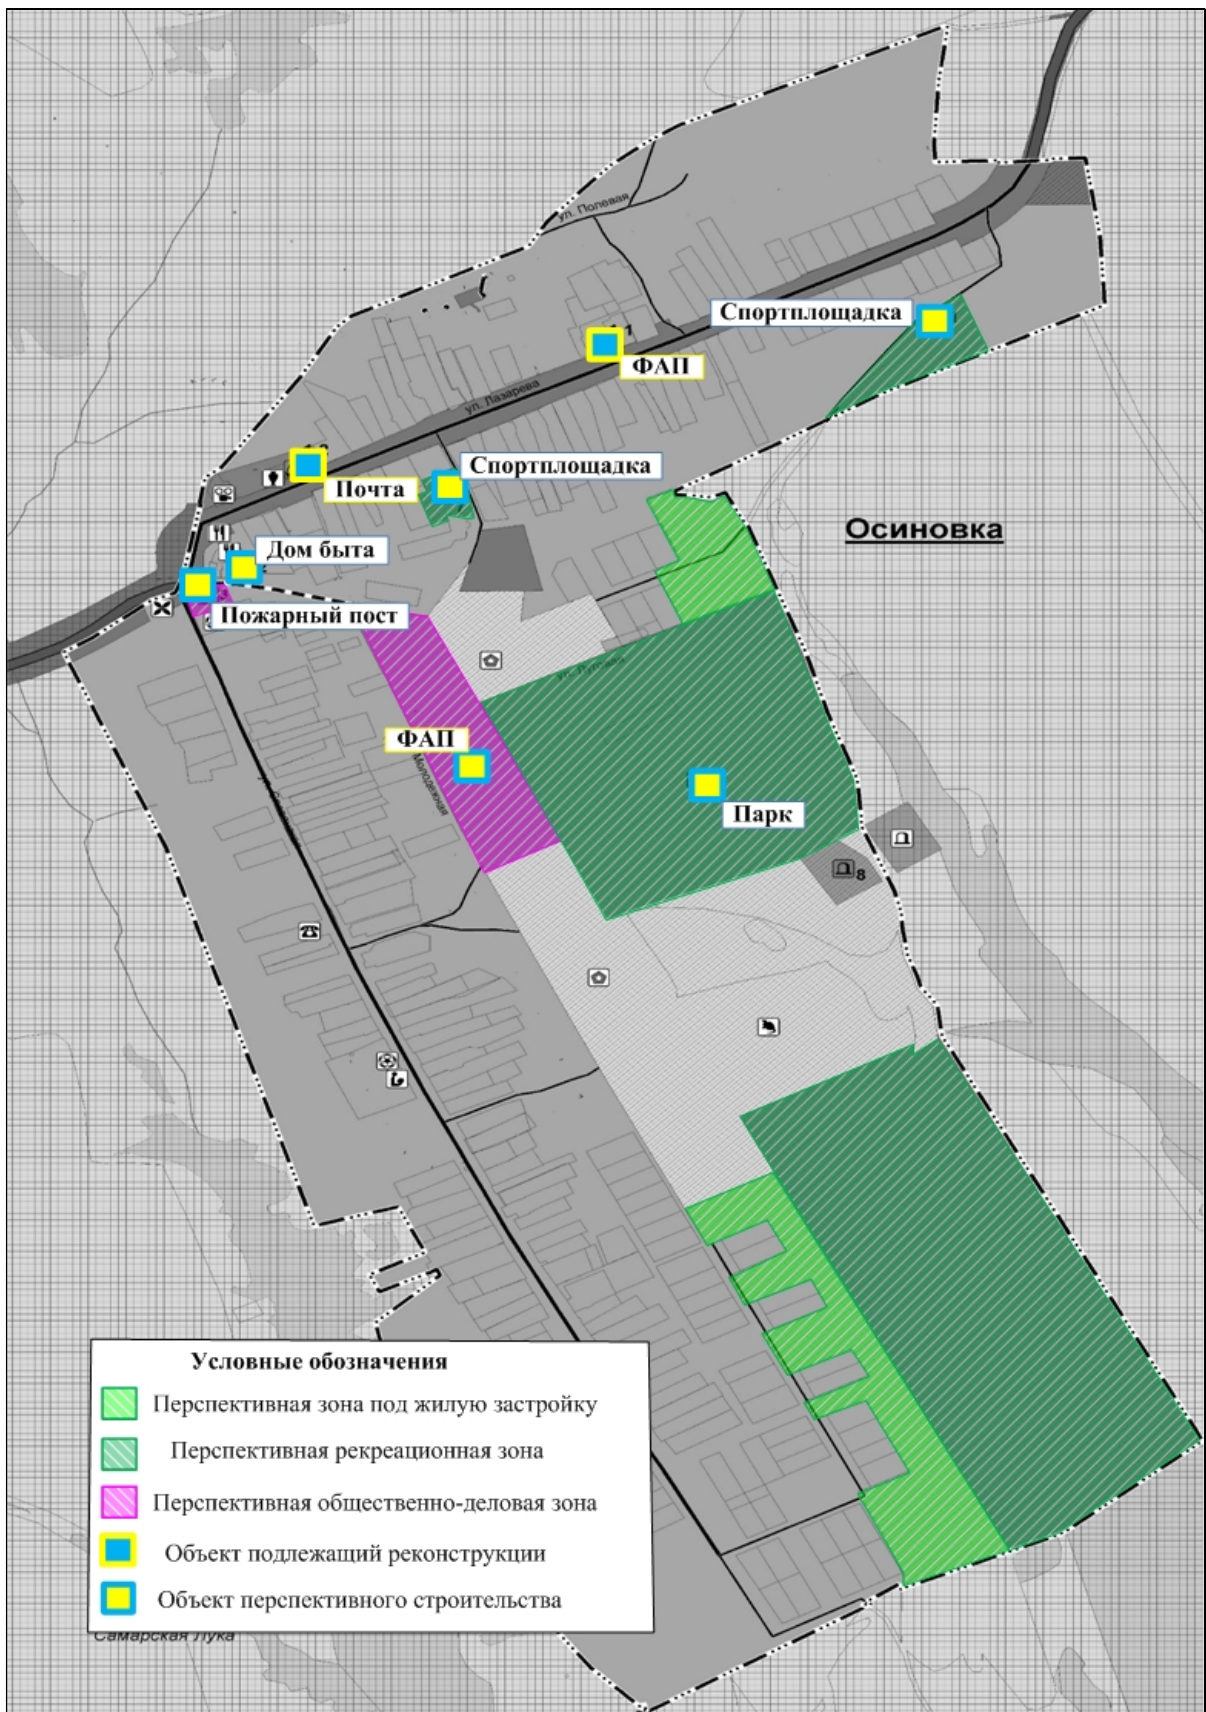 ул. Полевая
Спортплощадка
ФАП
ул. Лазарева
Спортплощадка
Почта
Осиновка
Дом быта
Пожарный пост
ФАП
Молодежная
Парк
8
Условные обозначения
Перспективная зона под жилую застройку
Перспективная рекреационная зона
Перспективная общественно-деловая зона
Объект подлежащий реконструкции
Объект перспективного строительства
Самарская Лука